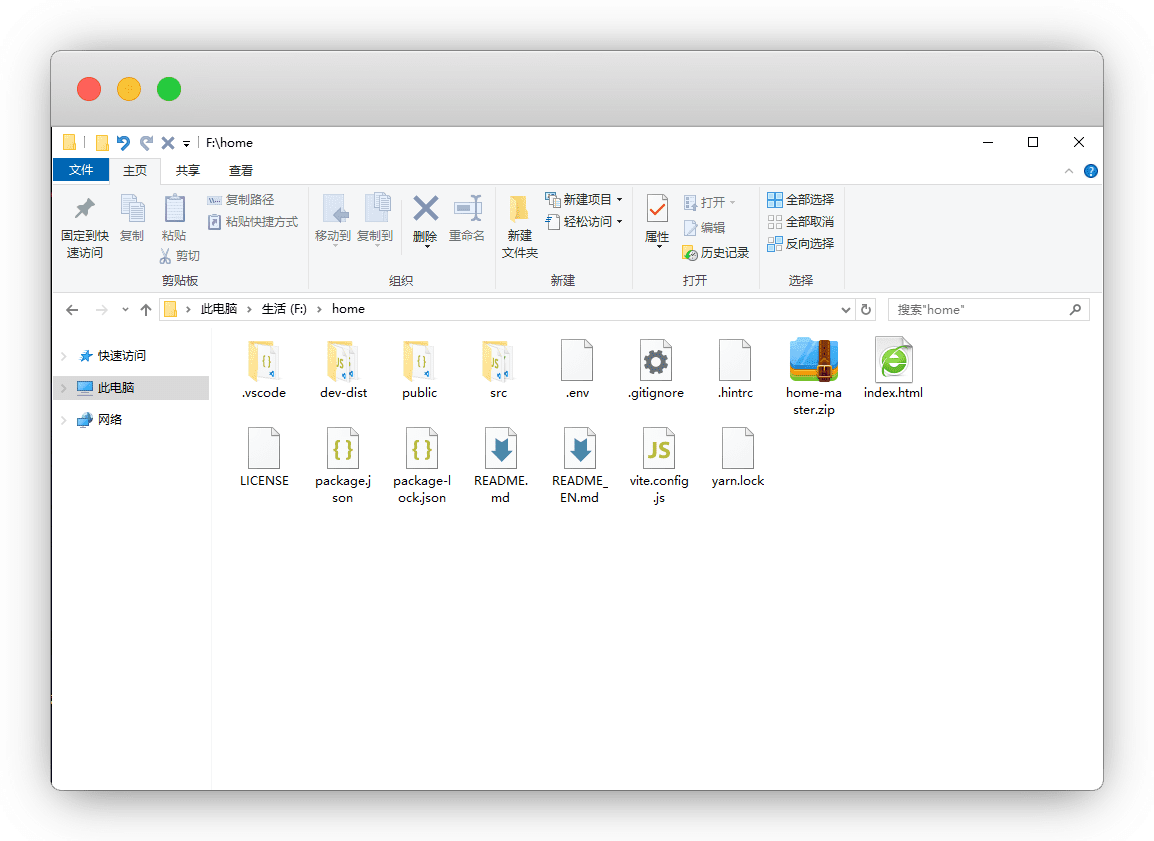 F:\home
文件 主页 共享 查看
固定到快
速访问
复制
粘贴
剪切
复制路径
粘贴快捷方式
剪贴板
移动到 复制到
删除 重命名
组织
新建
文件夹
新建项目
轻松访问
新建
属性
打开
编辑
历史记录
打开
全部选择
全部取消
反向选择
选择
此电脑 生活 (F:) home
搜索"home"
快速访问
此电脑
网络
.vscode
dev-dist
public
src
.env
.gitignore
.hintrc
home-ma
ster.zip
index.html
LICENSE
package.j
son
package-l
ock.json
README.
md
README_
EN.md
vite.config
.js
yarn.lock